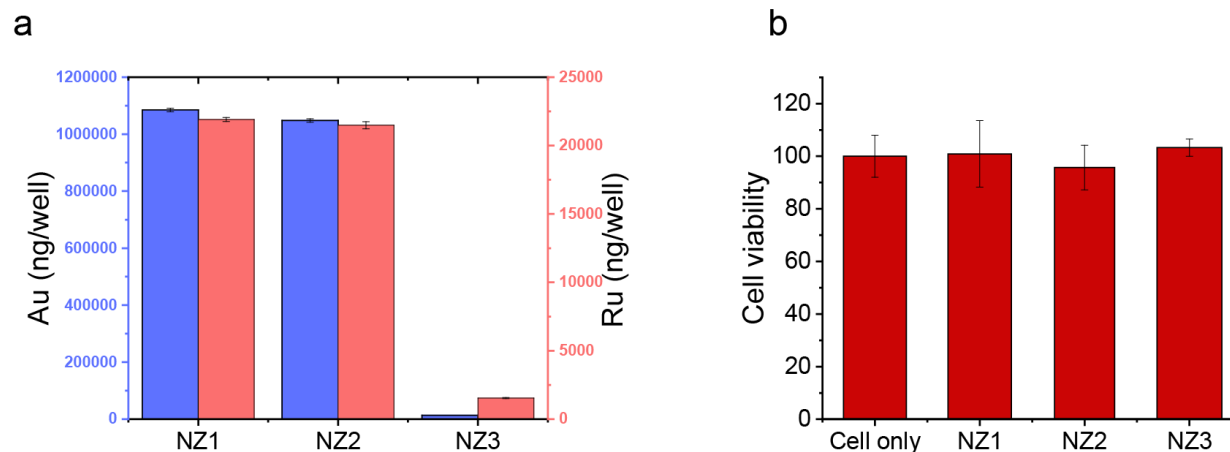 a
Au (ng/well)
1200000
1000000
800000
600000
400000
200000
0
NZ1
NZ2
NZ3
25000
20000
15000
10000
5000
0
Ru (ng/well)
b
Cell viability
120
100
80
60
40
20
0
Cell only
NZ1
NZ2
NZ3